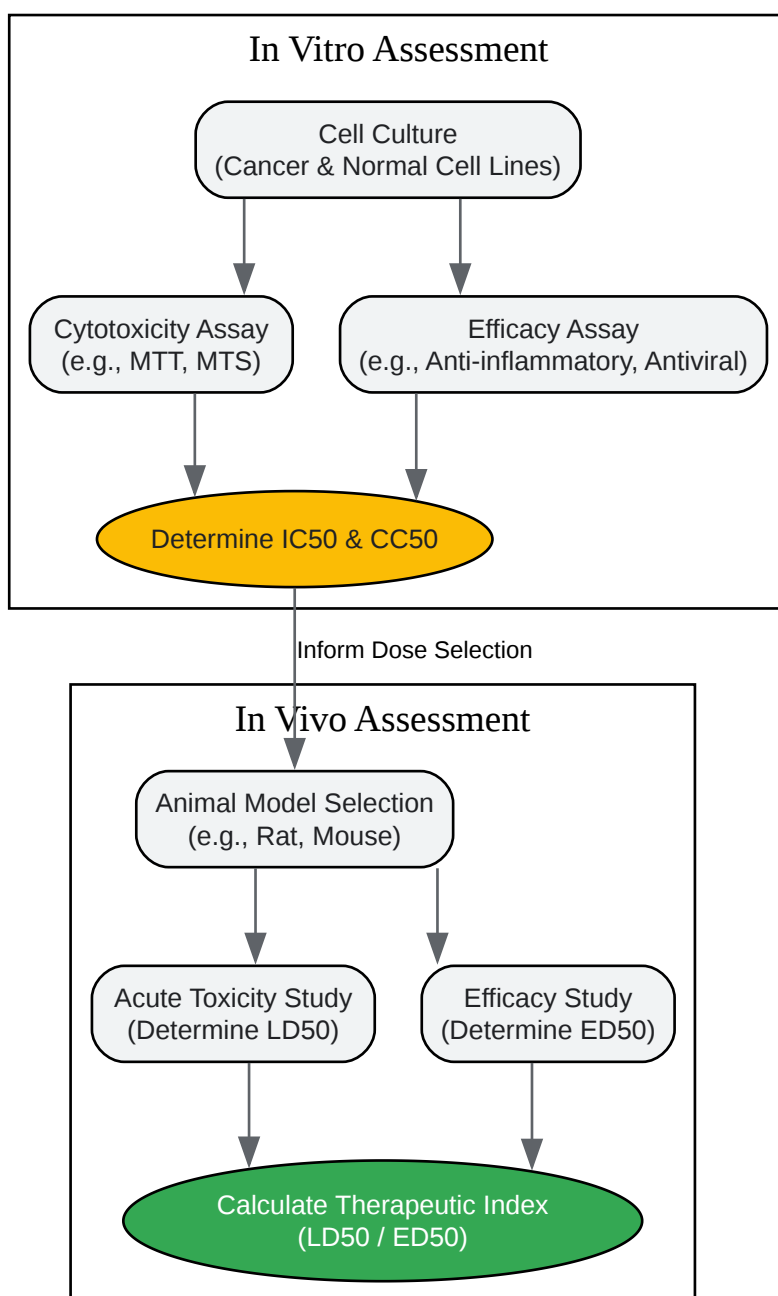 In Vitro Assessment
Cell Culture
(Cancer & Normal Cell Lines)
Cytotoxicity Assay
(e.g., MTT, MTS)
Efficacy Assay
(e.g., Anti-inflammatory, Antiviral)
Determine IC50 & CC50
Inform Dose Selection
In Vivo Assessment
Animal Model Selection
(e.g., Rat, Mouse)
Acute Toxicity Study
(Determine LD50)
Efficacy Study
(Determine ED50)
Calculate Therapeutic Index
(LD50 / ED50)